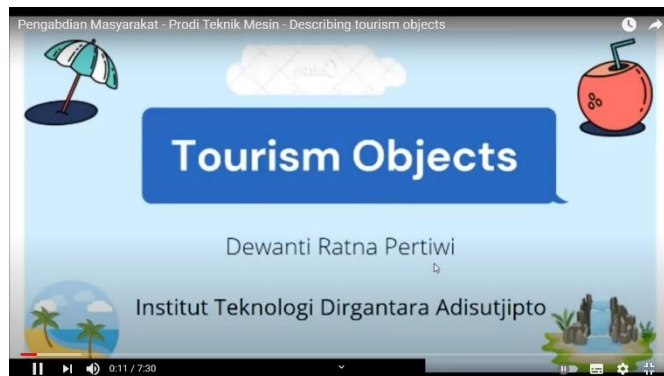 Pengabdian Masyarakat - Prodi Teknik Mesin - Describing tourism objects
Tourism Objects
Dewanti Ratna Pertiwi
Institut Teknologi Dirgantara Adisutjipto
0:11 / 7:30